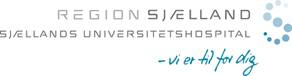 REGION SJÆLLAND
SJÆLLANDS UNIVERSITETSHOSPITAL
- vi er til for dig